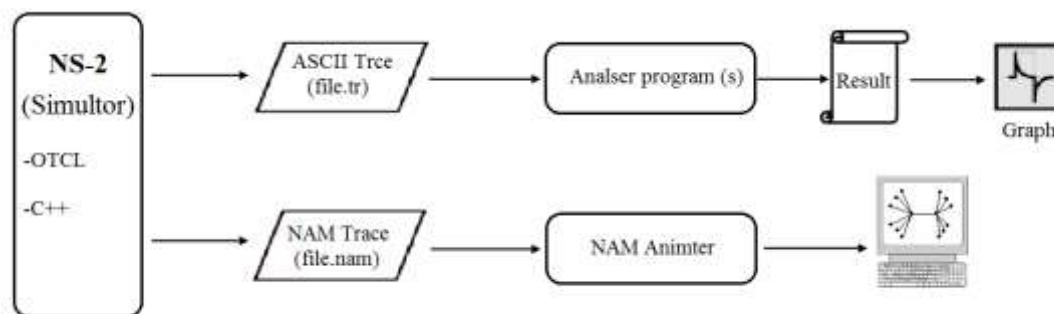 NS-2
(Simultor)
-OTCL
-C++
ASCII Trce
(file.tr)
Analser program (s)
Result
Graph
NAM Trace
(file.nam)
NAM Animter